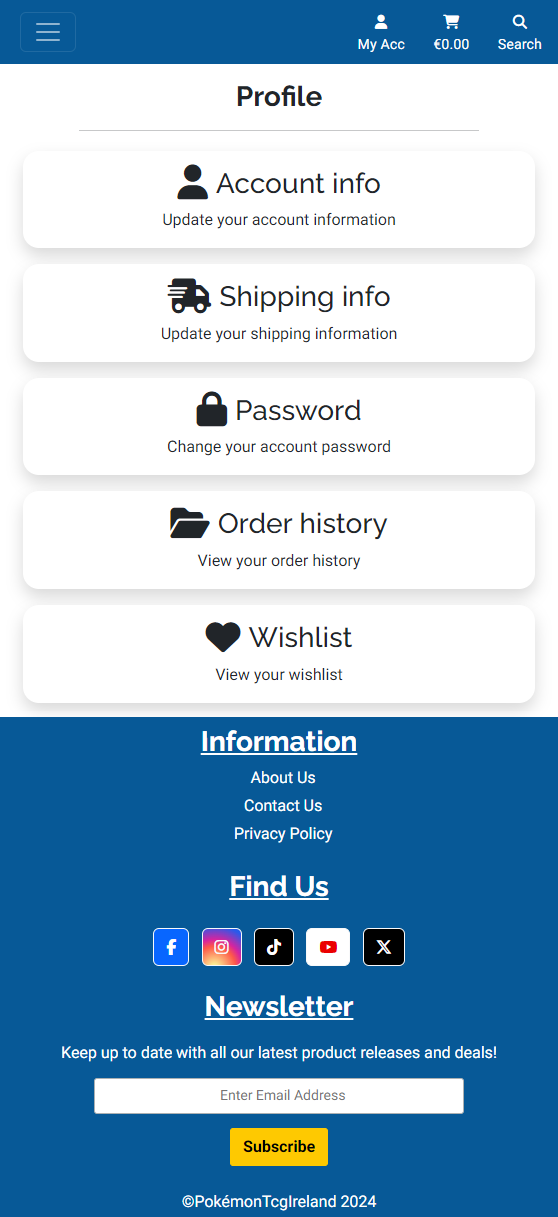 My Acc
€0.00
Search
Profile
Account info
Update your account information
Shipping info
Update your shipping information
Password
Change your account password
Order history
View your order history
Wishlist
View your wishlist
Information
About Us
Contact Us
Privacy Policy
Find Us
Newsletter
Keep up to date with all our latest product releases and deals!
Enter Email Address
Subscribe
©PokémonTcgIreland 2024